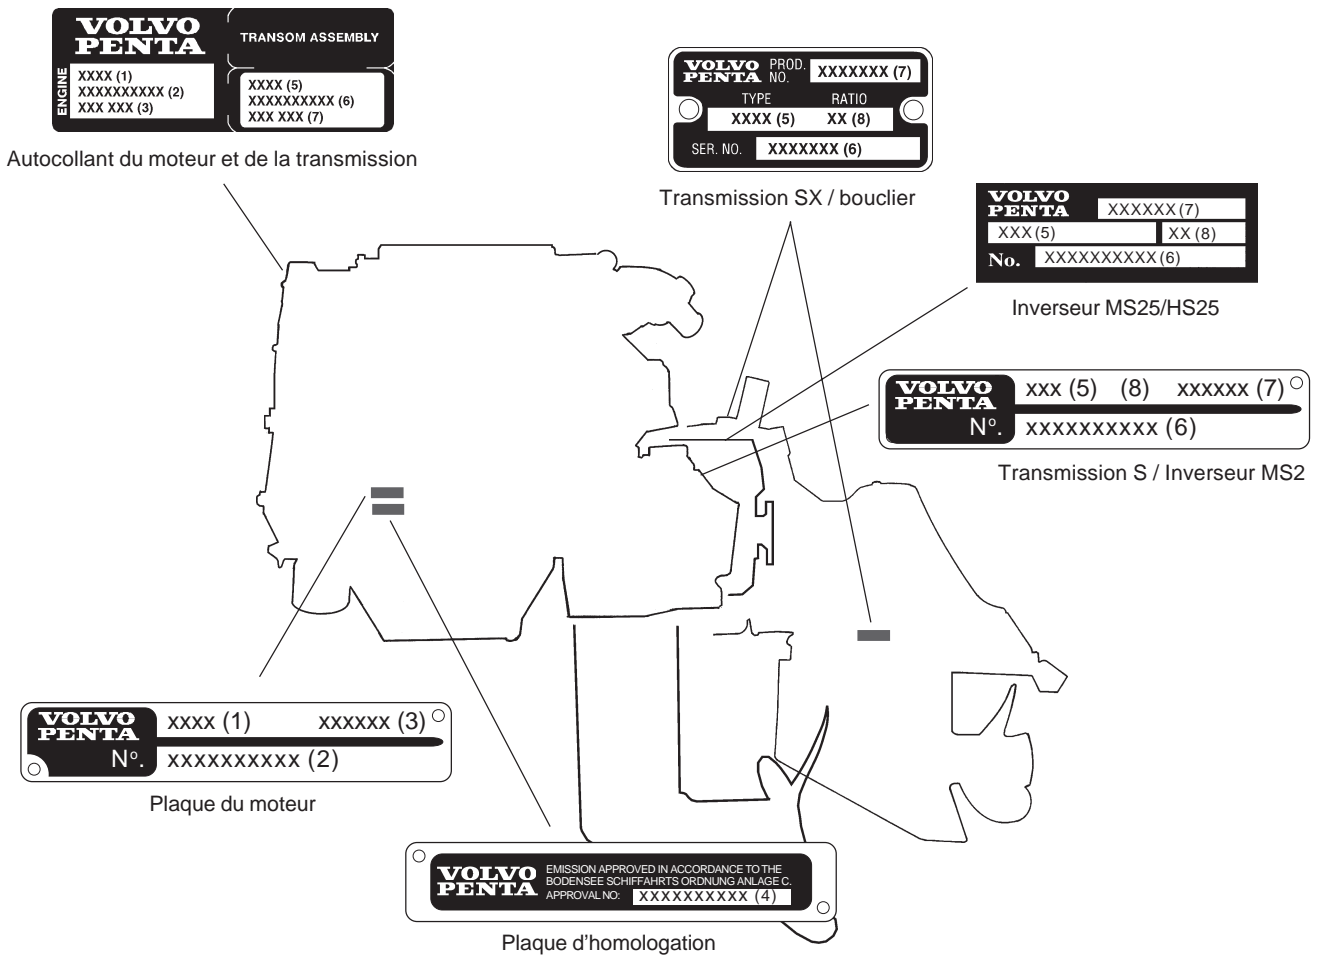 VOLVO
PENTA
TRANSOM ASSEMBLY
ENGINE
XXXX (1)
XXXXXXXXXX (2)
XXX XXX (3)
XXXX (5)
XXXXXXXXXX (6)
XXX XXX (7)
Autocollant du moteur et de la transmission
VOLVO
PENTA
PROD.
NO.
XXXXXXX (7)
TYPE RATIO
XXXX (5) XX (8)
SER. NO. XXXXXXX (6)
Transmission SX / bouclier
VOLVO
PENTA
XXXXXX (7)
XXX (5) XX (8)
No. XXXXXXXXXX (6)
Inverseur MS25/HS25
VOLVO
PENTA
xxx (5) (8) xxxxxx (7)
Nº. xxxxxxxxxx (6)
Transmission S / Inverseur MS2
VOLVO
PENTA
xxxx (1) xxxxxx (3)
Nº. xxxxxxxxxx (2)
Plaque du moteur
VOLVO
PENTA
EMISSION APPROVED IN ACCORDANCE TO THE
BODENSEE SCHIFFAHRTS ORDNUNG ANLAGE C.
APPROVAL NO: XXXXXXXXXX (4)
Plaque d'homologation